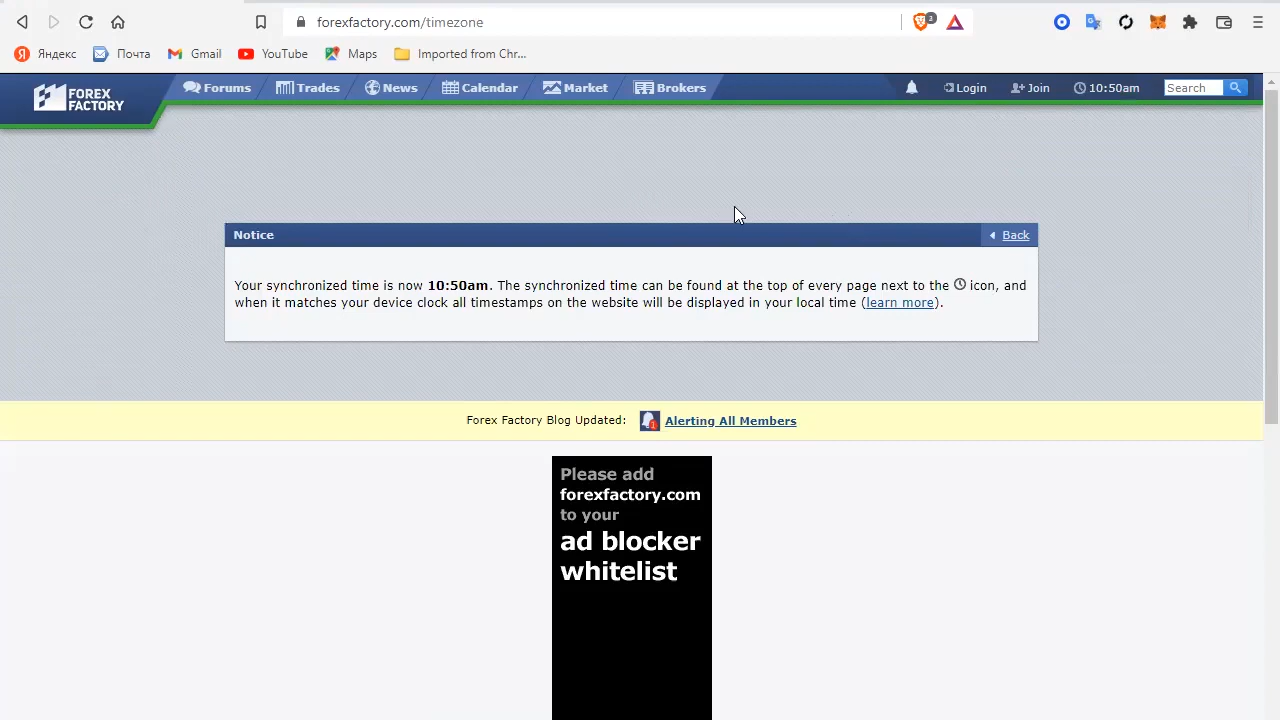 forexfactory.com/timezone
2
Яндекс Почта Gmail YouTube Maps Imported from Chr...
FOREX FACTORY
Forums Trades News Calendar Market Brokers Login Join 10:50am Search
Notice Back
Your synchronized time is now 10:50am. The synchronized time can be found at the top of every page next to the icon, and
when it matches your device clock all timestamps on the website will be displayed in your local time (learn more).
Forex Factory Blog Updated: 1 Alerting All Members
Please add
forexfactory.com
to your
ad blocker
whitelist